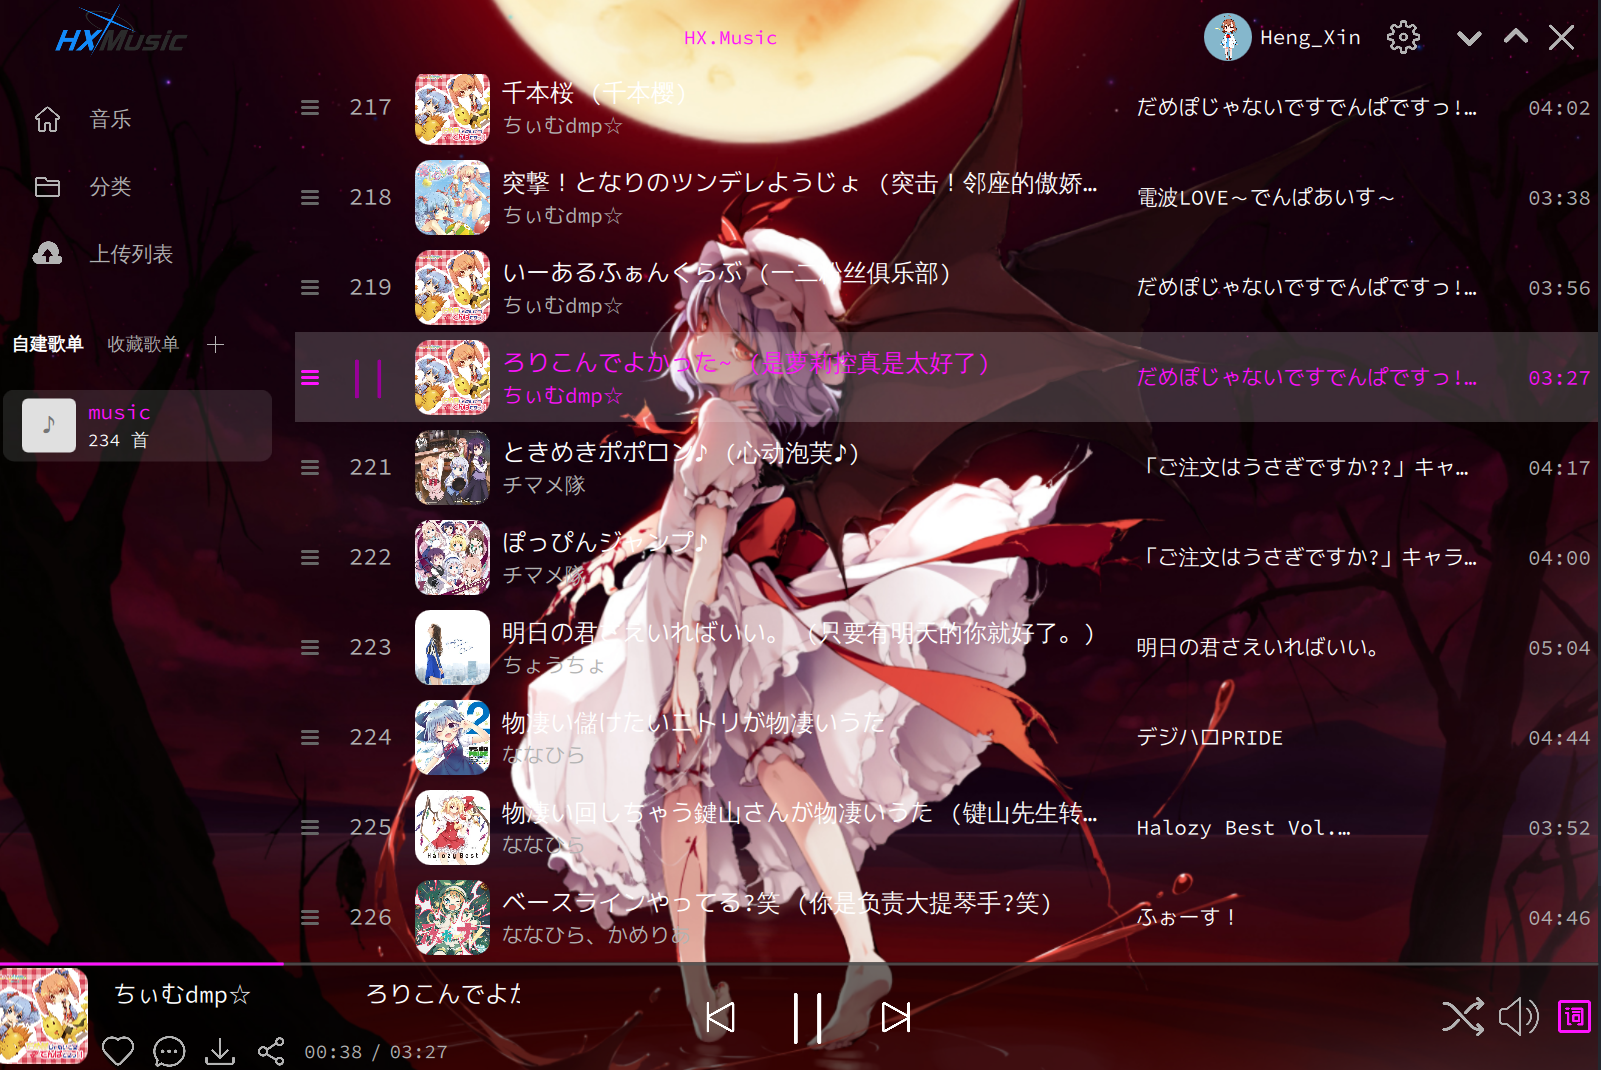 HXMusic
HX.Music
Heng_Xin
音乐
分类
上传列表
自建歌单 收藏歌单
music
234 首
217 千本桜 (千本樱) だめぽじゃないですでんぱですっ!… 04:02
ちぃむdmp☆
218 突撃！となりのツンデレようじょ (突击！邻座的傲娇… 電波LOVE～でんぱあいす～ 03:38
ちぃむdmp☆
219 いーあるふぁんくらぶ (一二粉丝俱乐部) だめぽじゃないですでんぱですっ!… 03:56
ちぃむdmp☆
ろりこんでよかった~ (是萝莉控真是太好了) だめぽじゃないですでんぱですっ!… 03:27
ちぃむdmp☆
221 ときめきポポロン♪ (心动泡芙♪) 「ご注文はうさぎですか??」キャ… 04:17
チマメ隊
222 ぽっぴんジャンプ♪ 「ご注文はうさぎですか?」キャラ… 04:00
チマメ隊
223 明日の君さえいればいい。 (只要有明天的你就好了。) 明日の君さえいればいい。 05:04
ちょうちょ
224 物凄い儲けたいニトリが物凄いうた デジハロPRIDE 04:44
ななひら
225 物凄い回しちゃう鍵山さんが物凄いうた (键山先生转… Halozy Best Vol.… 03:52
ななひら
Halozy Best
226 ベースラインやってる?笑 (你是负责大提琴手?笑) ふぉーす！ 04:46
ななひら、かめりあ
ちぃむdmp☆ ろりこんでよた
00:38 / 03:27
词